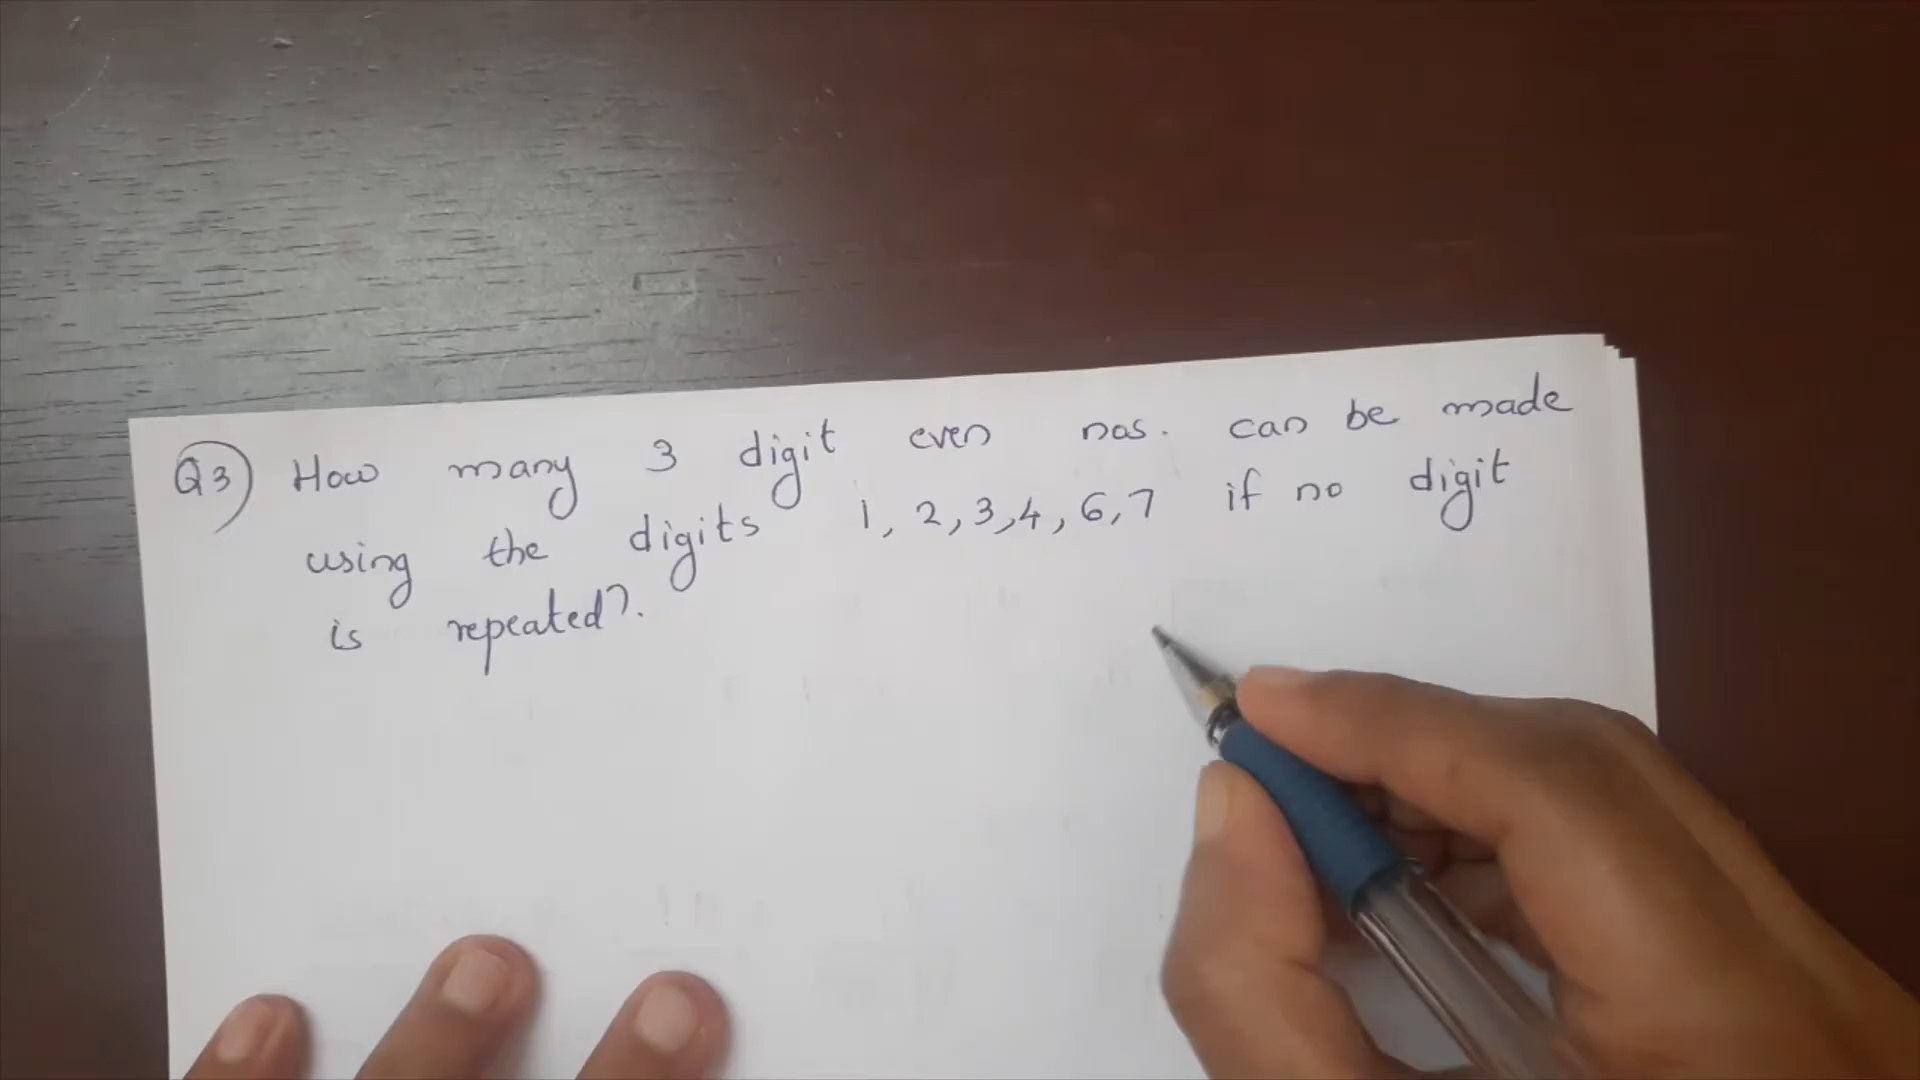 Q3) How many 3 digit even nos. can be made
using the digits 1, 2, 3, 4, 6, 7 if no digit
is repeated?.